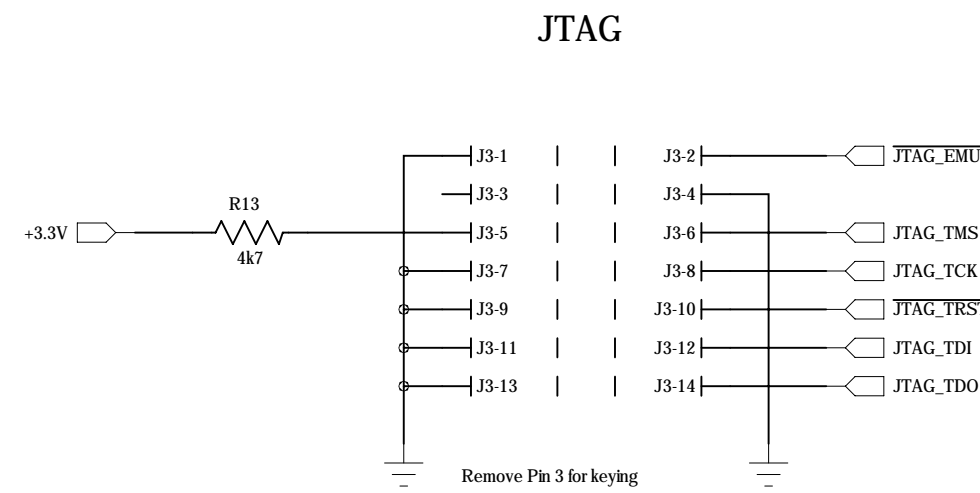 JTAG
J3-1 J3-2 JTAG_EMU
J3-3 J3-4
R13
+3.3V J3-5 J3-6 JTAG_TMS
4k7
J3-7 J3-8 JTAG_TCK
J3-9 J3-10 JTAG_TRST
J3-11 J3-12 JTAG_TDI
J3-13 J3-14 JTAG_TDO
Remove Pin 3 for keying